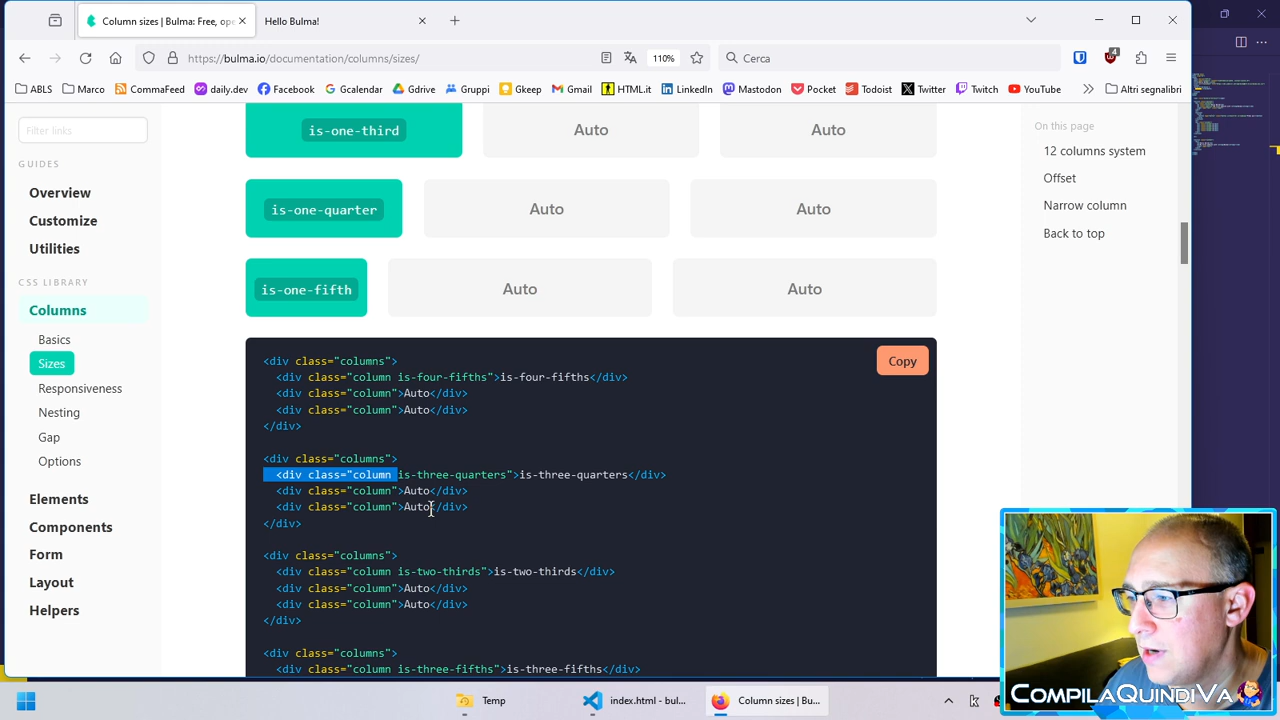 Column sizes | Bulma: Free, ope
Hello Bulma!
https://bulma.io/documentation/columns/sizes/
110%
Cerca
4
ABLS
Marco
CommaFeed
daily.dev
Facebook
Gcalendar
Gdrive
Gruppi
Keep
Gmail
HTML.it
LinkedIn
Mastodon
Pocket
Todoist
Twitter
Twitch
YouTube
Altri segnalibri
Filter links
GUIDES
Overview
Customize
Utilities
CSS LIBRARY
Columns
Basics
Sizes
Responsiveness
Nesting
Gap
Options
Elements
Components
Form
Layout
Helpers
is-one-third
Auto
Auto
is-one-quarter
Auto
Auto
is-one-fifth
Auto
Auto
Copy
<div class="columns">
<div class="column is-four-fifths">is-four-fifths</div>
<div class="column">Auto</div>
<div class="column">Auto</div>
</div>
<div class="columns">
<div class="column is-three-quarters">is-three-quarters</div>
<div class="column">Auto</div>
<div class="column">Auto</div>
</div>
<div class="columns">
<div class="column is-two-thirds">is-two-thirds</div>
<div class="column">Auto</div>
<div class="column">Auto</div>
</div>
<div class="columns">
<div class="column is-three-fifths">is-three-fifths</div>
On this page
12 columns system
Offset
Narrow column
Back to top
COMPILAQUINDIVA
index.html - bul...
Column sizes | Bu...